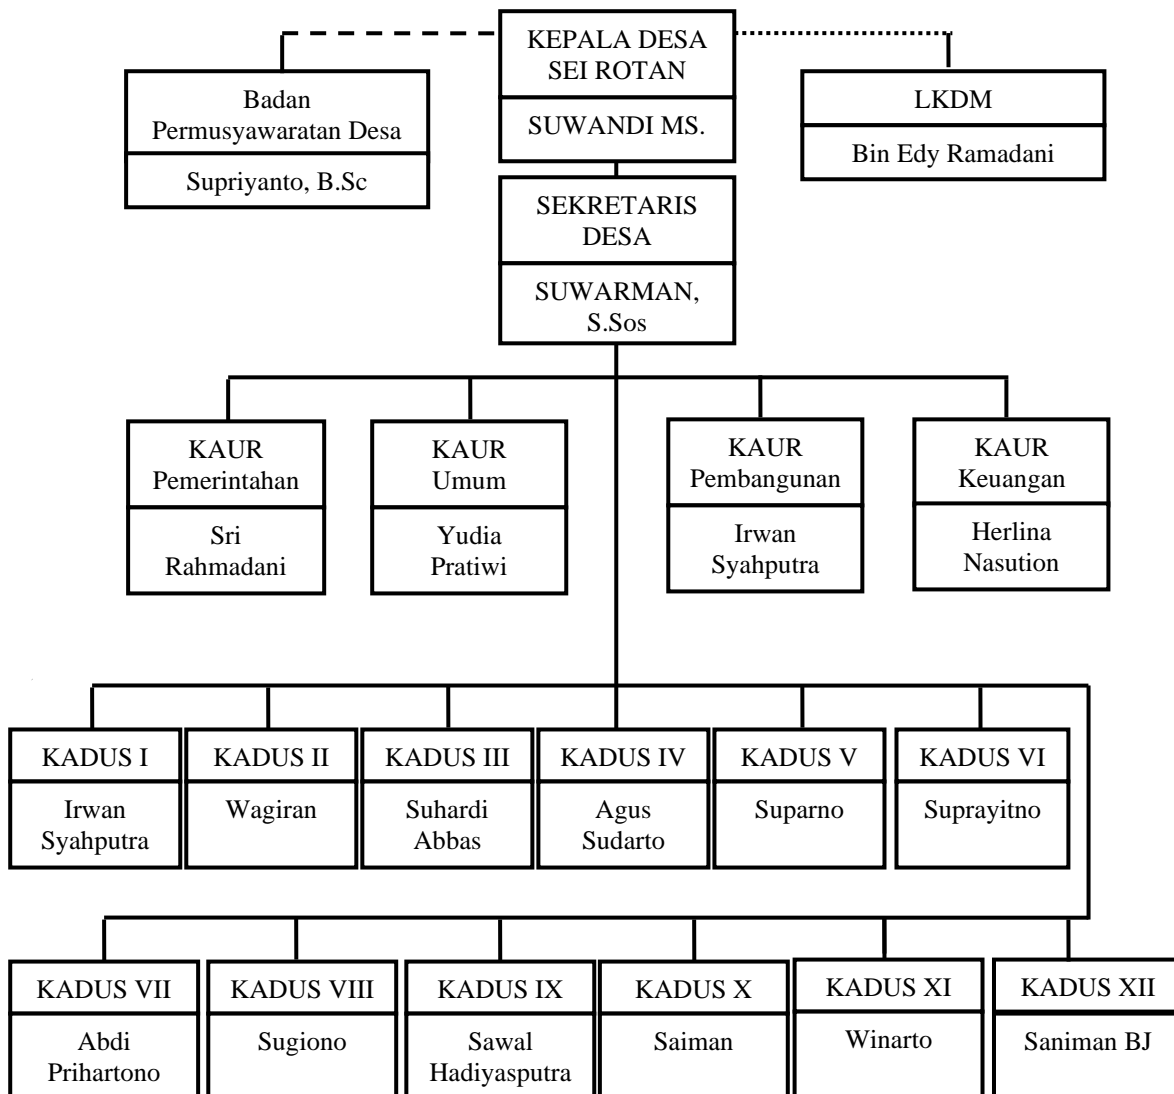 KEPALA DESA
SEI ROTAN
SUWANDI MS.
Badan
Permusyawaratan Desa
Supriyanto, B.Sc
LKDM
Bin Edy Ramadani
SEKRETARIS
DESA
SUWARMAN,
S.Sos
KAUR
Pemerintahan
Sri
Rahmadani
KAUR
Umum
Yudia
Pratiwi
KAUR
Pembangunan
Irwan
Syahputra
KAUR
Keuangan
Herlina
Nasution
KADUS I
Irwan
Syahputra
KADUS II
Wagiran
KADUS III
Suhardi
Abbas
KADUS IV
Agus
Sudarto
KADUS V
Suparno
KADUS VI
Suprayitno
KADUS VII
Abdi
Prihartono
KADUS VIII
Sugiono
KADUS IX
Sawal
Hadiyasputra
KADUS X
Saiman
KADUS XI
Winarto
KADUS XII
Saniman BJ